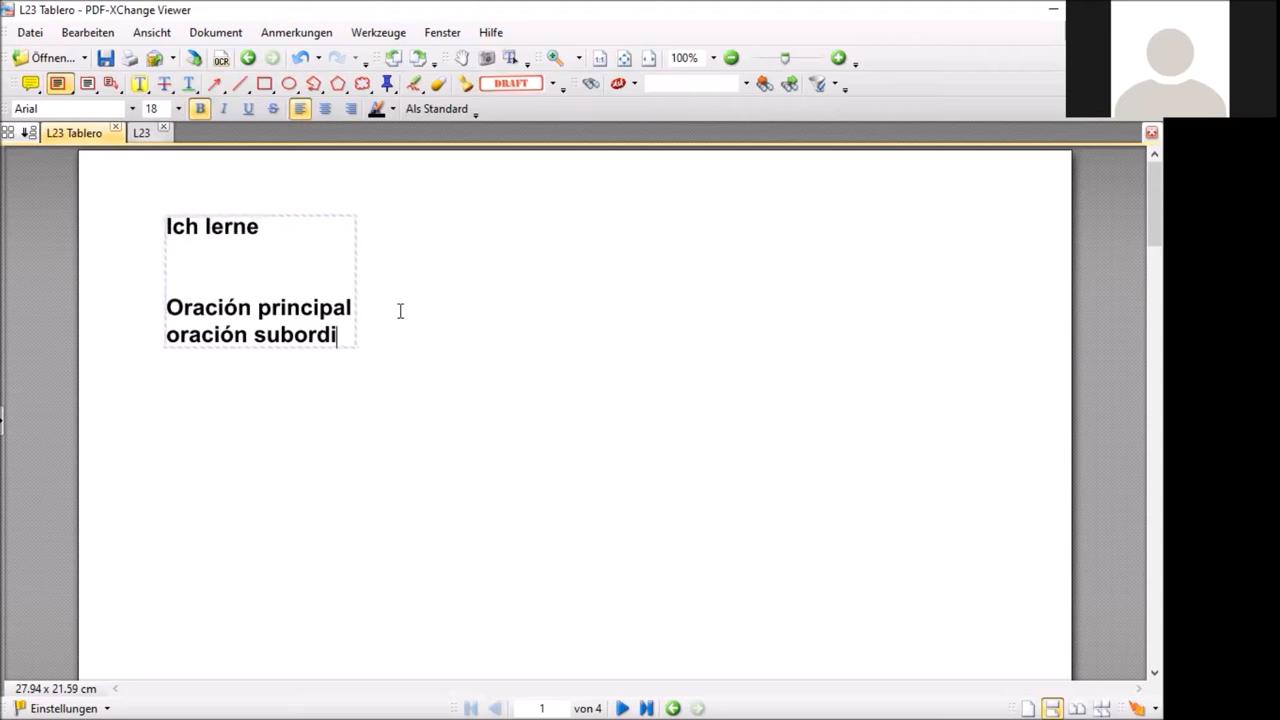 L23 Tablero - PDF-XChange Viewer
Datei Bearbeiten Ansicht Dokument Anmerkungen Werkzeuge Fenster Hilfe
Öffnen... OCR 100%
DRAFT
Arial 18 B I U S Als Standard
L23 Tablero L23
Ich lerne
Oración principal
oración subordi
27.94 x 21.59 cm
Einstellungen 1 von 4